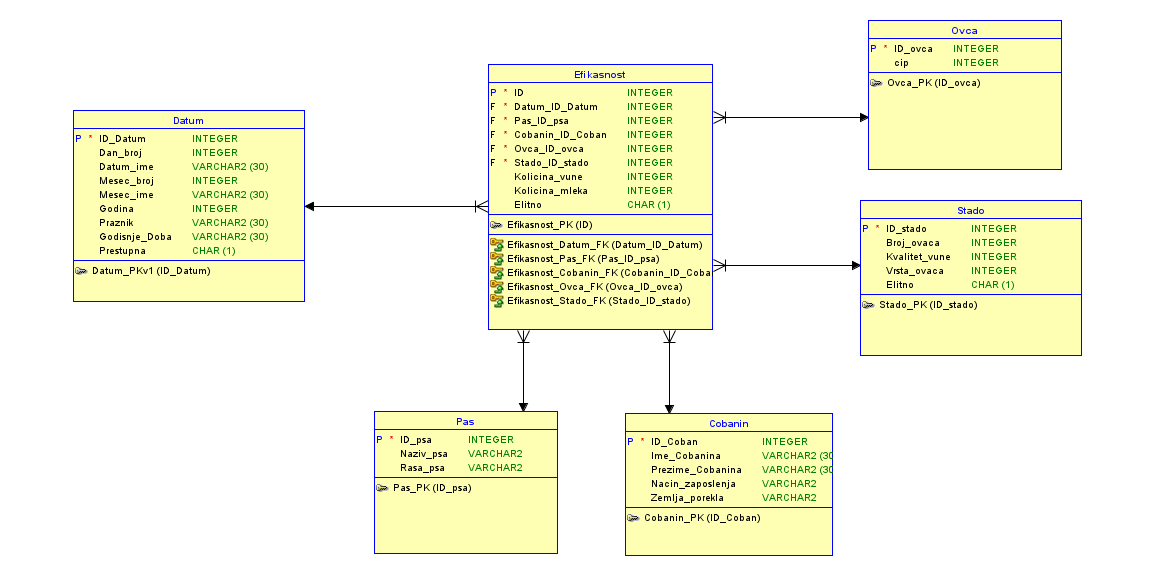 Datum
P * ID_Datum INTEGER
Dan_broj INTEGER
Datum_ime VARCHAR2 (30)
Mesec_broj INTEGER
Mesec_ime VARCHAR2 (30)
Godina INTEGER
Praznik VARCHAR2 (30)
Godisnje_Doba VARCHAR2 (30)
Prestupna CHAR (1)
Datum_PKv1 (ID_Datum)
Efikasnost
P * ID INTEGER
F * Datum_ID_Datum INTEGER
F * Pas_ID_psa INTEGER
F * Cobanin_ID_Coban INTEGER
F * Ovca_ID_ovca INTEGER
F * Stado_ID_stado INTEGER
Kolicina_vune INTEGER
Kolicina_mleka INTEGER
Elitno CHAR (1)
Efikasnost_PK (ID)
Efikasnost_Datum_FK (Datum_ID_Datum)
Efikasnost_Pas_FK (Pas_ID_psa)
Efikasnost_Cobanin_FK (Cobanin_ID_Coba
Efikasnost_Ovca_FK (Ovca_ID_ovca)
Efikasnost_Stado_FK (Stado_ID_stado)
Ovca
P * ID_ovca INTEGER
cip INTEGER
Ovca_PK (ID_ovca)
Stado
P * ID_stado INTEGER
Broj_ovaca INTEGER
Kvalitet_vune INTEGER
Vrsta_ovaca INTEGER
Elitno CHAR (1)
Stado_PK (ID_stado)
Pas
P * ID_psa INTEGER
Naziv_psa VARCHAR2
Rasa_psa VARCHAR2
Pas_PK (ID_psa)
Cobanin
P * ID_Coban INTEGER
Ime_Cobanina VARCHAR2 (30
Prezime_Cobanina VARCHAR2 (30
Nacin_zaposlenja VARCHAR2
Zemlja_porekla VARCHAR2
Cobanin_PK (ID_Coban)